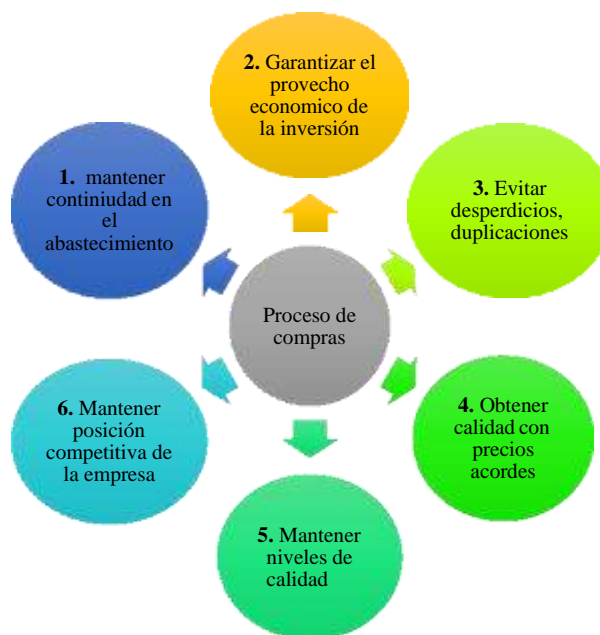 1. mantener
continiudad en
el
abastecimiento
2. Garantizar el
provecho
economico de
la inversión
3. Evitar
desperdicios,
duplicaciones
4. Obtener
calidad con
precios
acordes
5. Mantener
niveles de
calidad
6. Mantener
posición
competitiva de
la empresa
Proceso de
compras